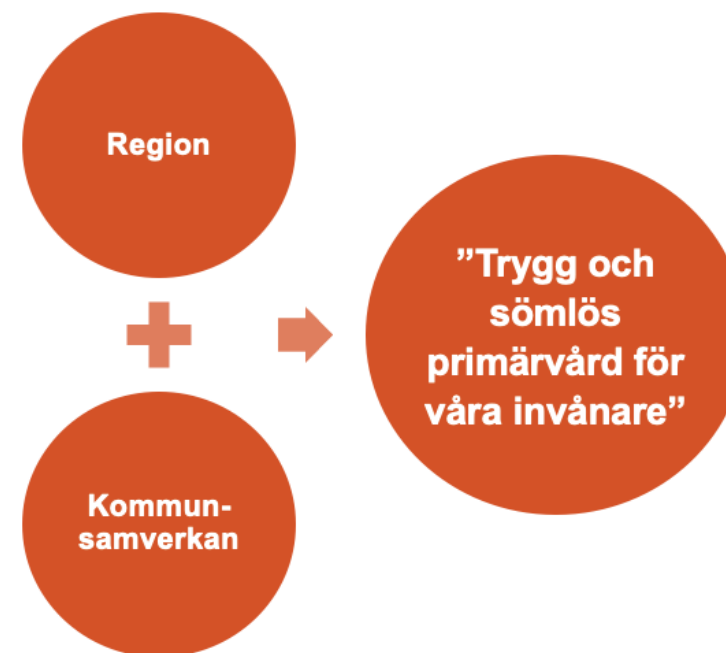 Region
”Trygg och
sömlös
primärvård för
våra invånare”
Kommun-
samverkan